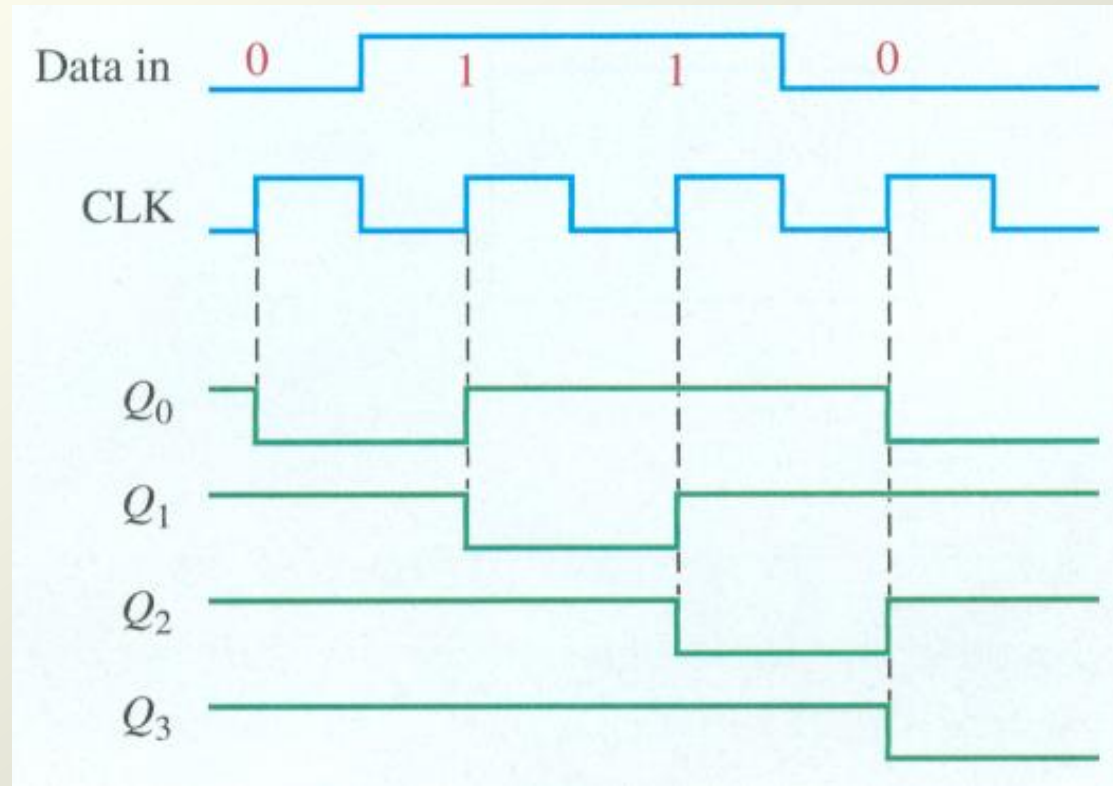 Data in 0 1 1 0
CLK
Q₀
Q₁
Q₂
Q₃